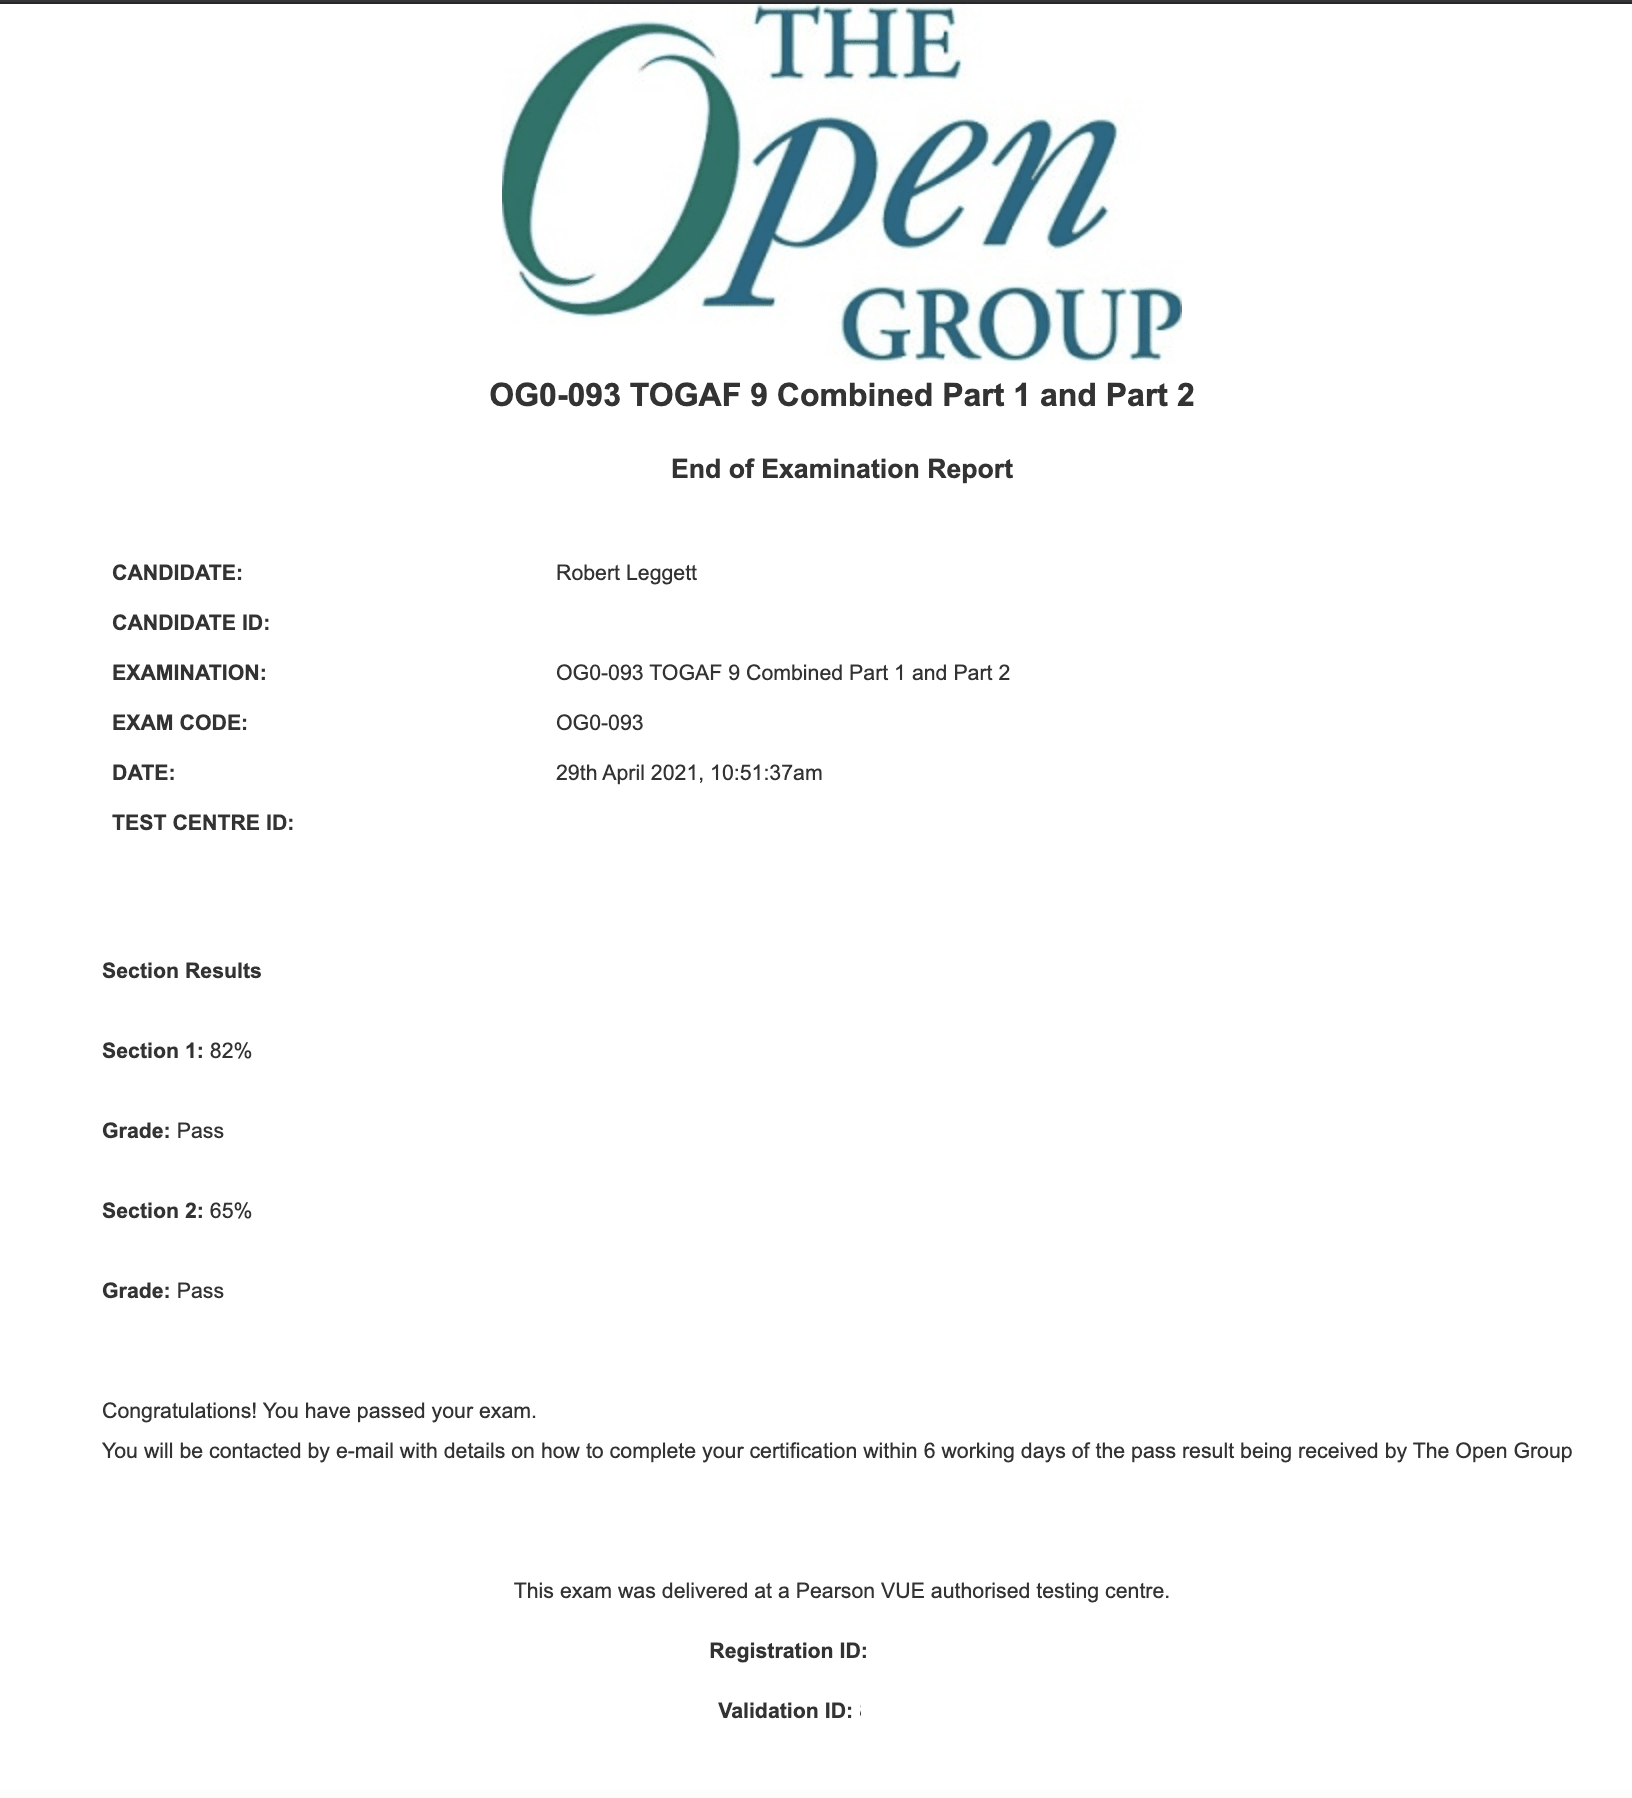 THE
Open
GROUP
OG0-093 TOGAF 9 Combined Part 1 and Part 2
End of Examination Report
CANDIDATE: Robert Leggett
CANDIDATE ID:
EXAMINATION: OG0-093 TOGAF 9 Combined Part 1 and Part 2
EXAM CODE: OG0-093
DATE: 29th April 2021, 10:51:37am
TEST CENTRE ID:
Section Results
Section 1: 82%
Grade: Pass
Section 2: 65%
Grade: Pass
Congratulations! You have passed your exam.
You will be contacted by e-mail with details on how to complete your certification within 6 working days of the pass result being received by The Open Group
This exam was delivered at a Pearson VUE authorised testing centre.
Registration ID:
Validation ID: